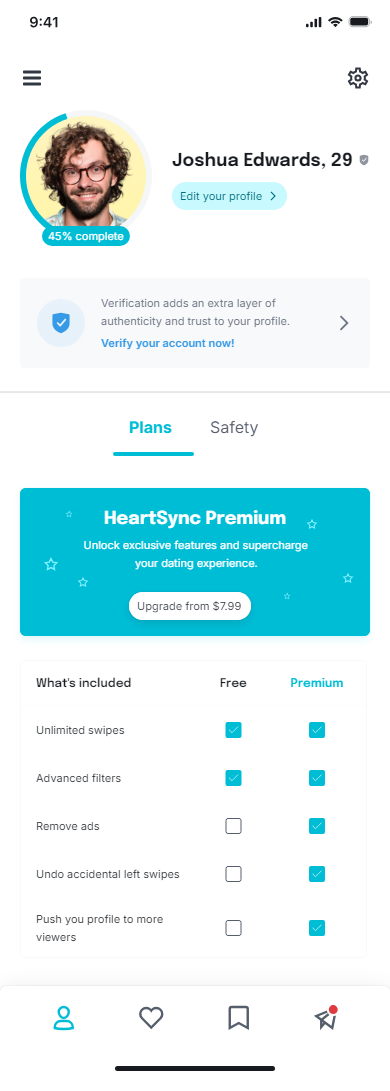 9:41
Joshua Edwards, 29
Edit your profile
45% complete
Verification adds an extra layer of
authenticity and trust to your profile.
Verify your account now!
Plans Safety
HeartSync Premium
Unlock exclusive features and supercharge
your dating experience.
Upgrade from $7.99
What's included Free Premium
Unlimited swipes
Advanced filters
Remove ads
Undo accidental left swipes
Push you profile to more
viewers